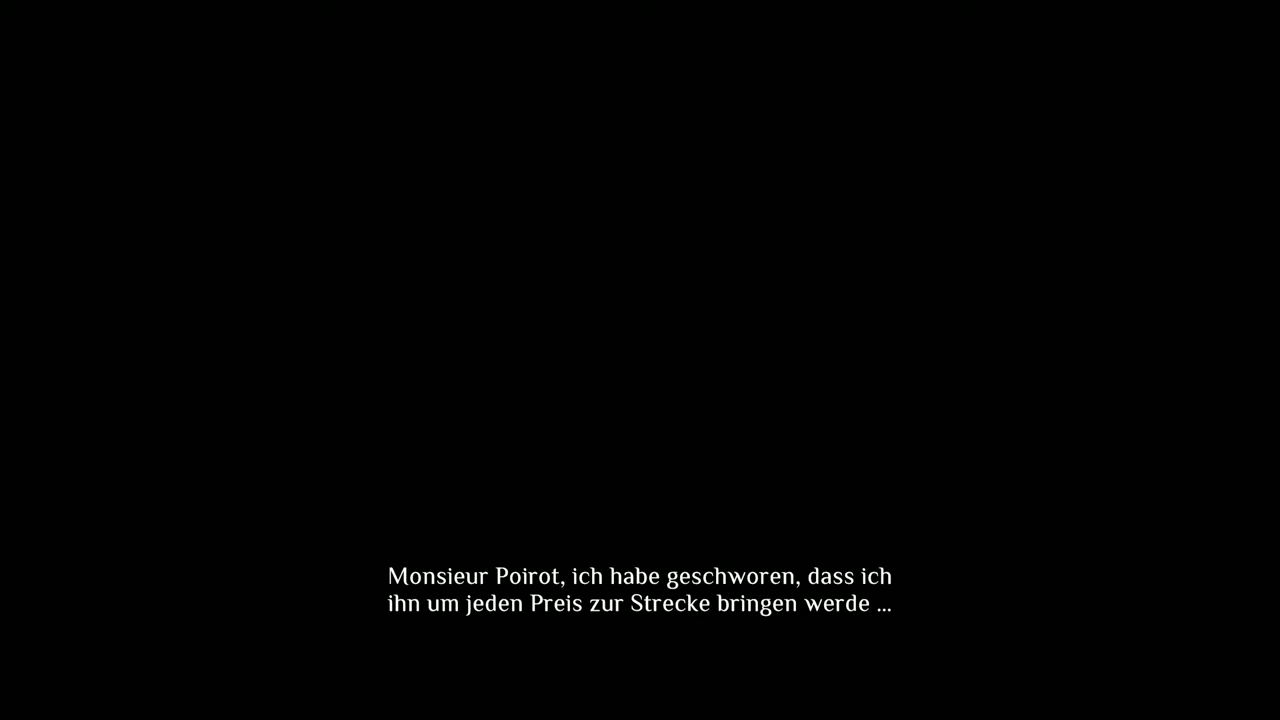 Monsieur Poirot, ich habe geschworen, dass ich
ihn um jeden Preis zur Strecke bringen werde ...